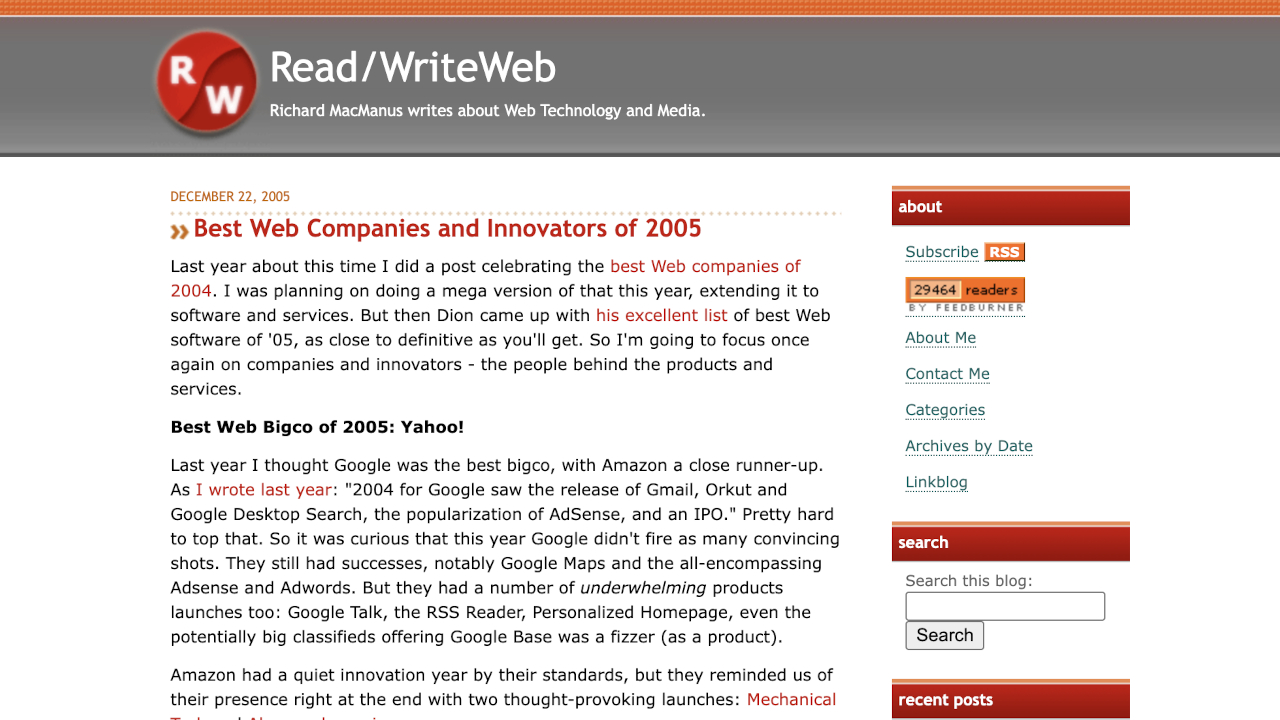 RW
Read/WriteWeb
Richard MacManus writes about Web Technology and Media.
DECEMBER 22, 2005
Best Web Companies and Innovators of 2005
Last year about this time I did a post celebrating the best Web companies of
2004. I was planning on doing a mega version of that this year, extending it to
software and services. But then Dion came up with his excellent list of best Web
software of '05, as close to definitive as you'll get. So I'm going to focus once
again on companies and innovators - the people behind the products and
services.
Best Web Bigco of 2005: Yahoo!
Last year I thought Google was the best bigco, with Amazon a close runner-up.
As I wrote last year: "2004 for Google saw the release of Gmail, Orkut and
Google Desktop Search, the popularization of AdSense, and an IPO." Pretty hard
to top that. So it was curious that this year Google didn't fire as many convincing
shots. They still had successes, notably Google Maps and the all-encompassing
Adsense and Adwords. But they had a number of underwhelming products
launches too: Google Talk, the RSS Reader, Personalized Homepage, even the
potentially big classifieds offering Google Base was a fizzer (as a product).
Amazon had a quiet innovation year by their standards, but they reminded us of
their presence right at the end with two thought-provoking launches: Mechanical
about
Subscribe RSS
29464 readers
BY FEEDBURNER
About Me
Contact Me
Categories
Archives by Date
Linkblog
search
Search this blog:
Search
recent posts